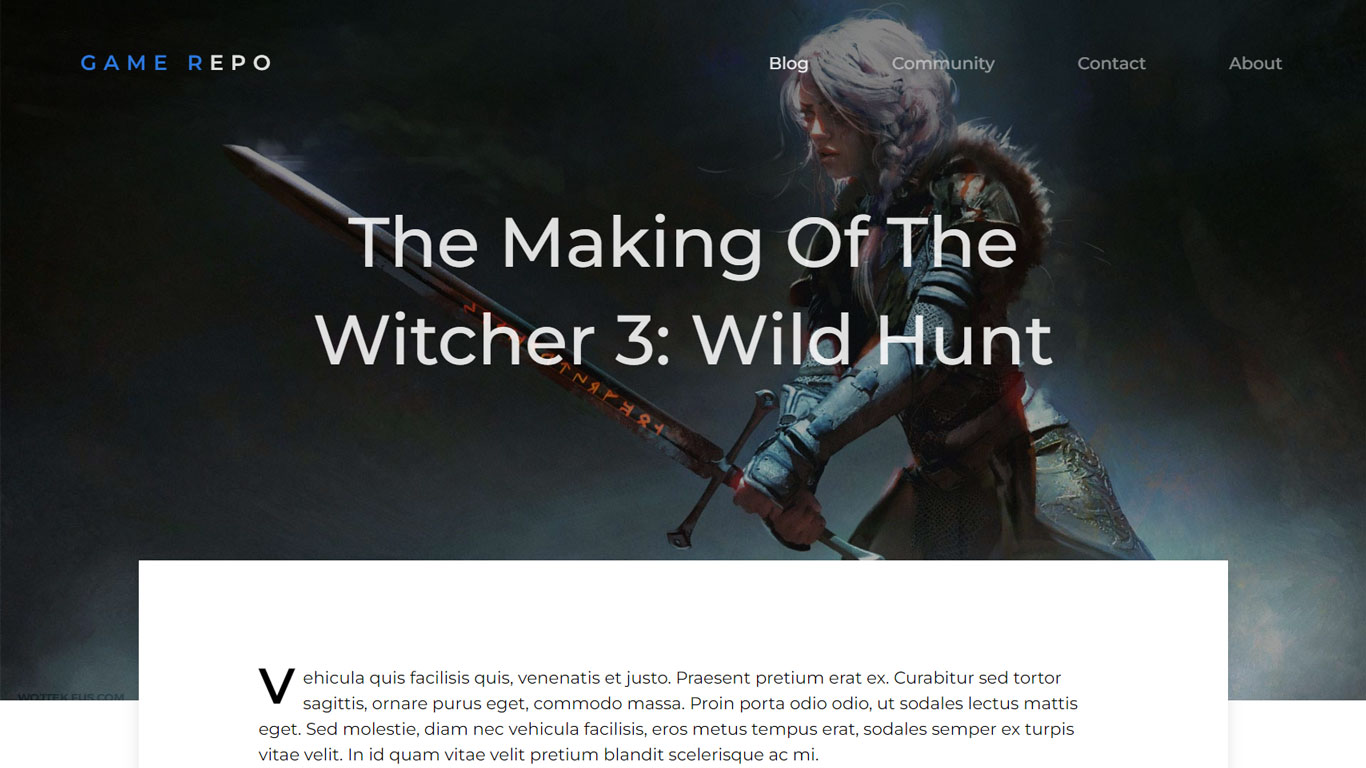 GAME REPO
Blog
Community
Contact
About
The Making Of The
Witcher 3: Wild Hunt
Vehicula quis facilisis quis, venenatis et justo. Praesent pretium erat ex. Curabitur sed tortor
sagittis, ornare purus eget, commodo massa. Proin porta odio odio, ut sodales lectus mattis
eget. Sed molestie, diam nec vehicula facilisis, eros metus tempus erat, sodales semper ex turpis
vitae velit. In id quam vitae velit pretium blandit scelerisque ac mi.